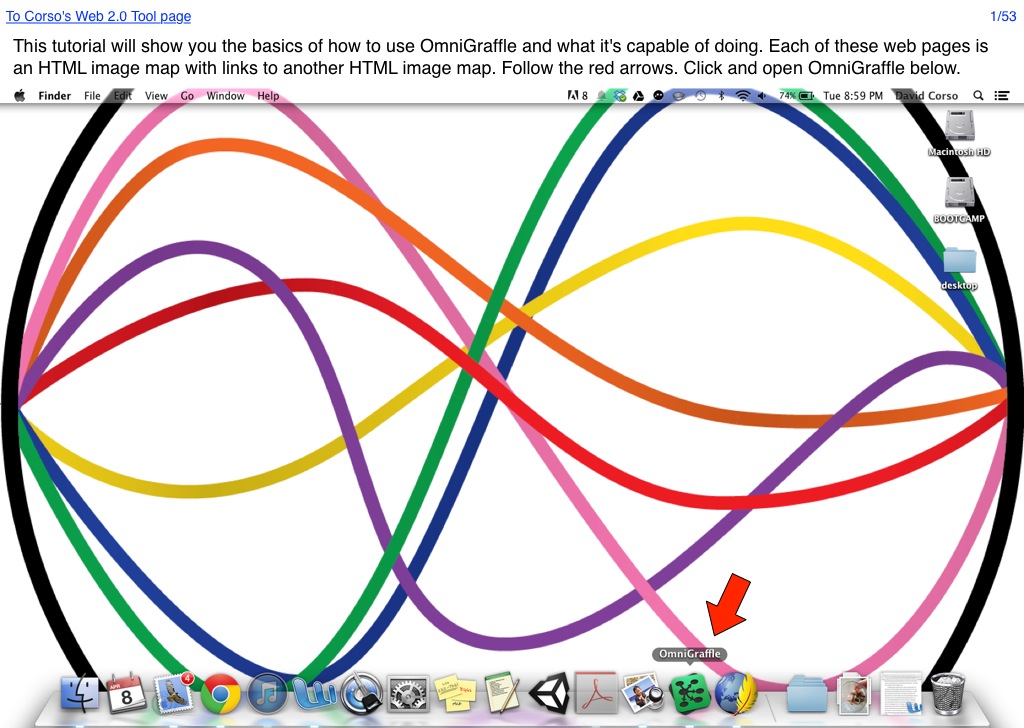 To Corso's Web 2.0 Tool page
1/53
This tutorial will show you the basics of how to use OmniGraffle and what it's capable of doing. Each of these web pages is
an HTML image map with links to another HTML image map. Follow the red arrows. Click and open OmniGraffle below.
Finder File Edit View Go Window Help
8 74% Tue 8:59 PM David Corso
Macintosh HD
BOOTCAMP
desktop
OmniGraffle
APR
8
4